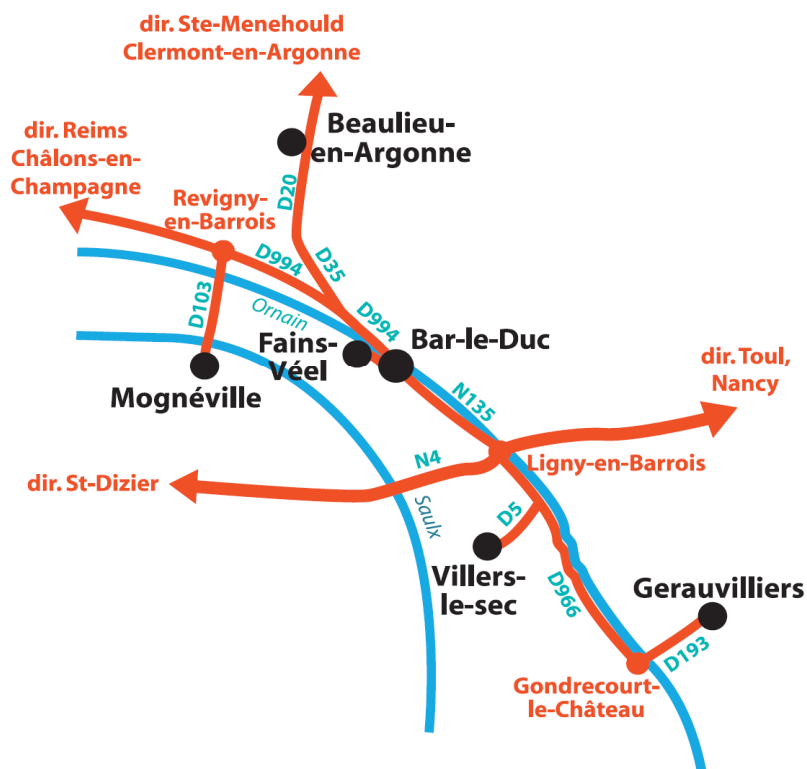 dir. Ste-Menehould
Clermont-en-Argonne
Beaulieu-
en-Argonne
dir. Reims
Châlons-en-
Champagne
Revigny-
en-Barrois
D20
D994
D35
D103
Ornain
D994
Fains-
Véel
Bar-le-Duc
Mognéville
dir. Toul,
Nancy
N135
N4
Ligny-en-Barrois
dir. St-Dizier
Saulx
D5
Villers-
le-sec
D966
Gerauvilliers
D193
Gondrecourt-
le-Château